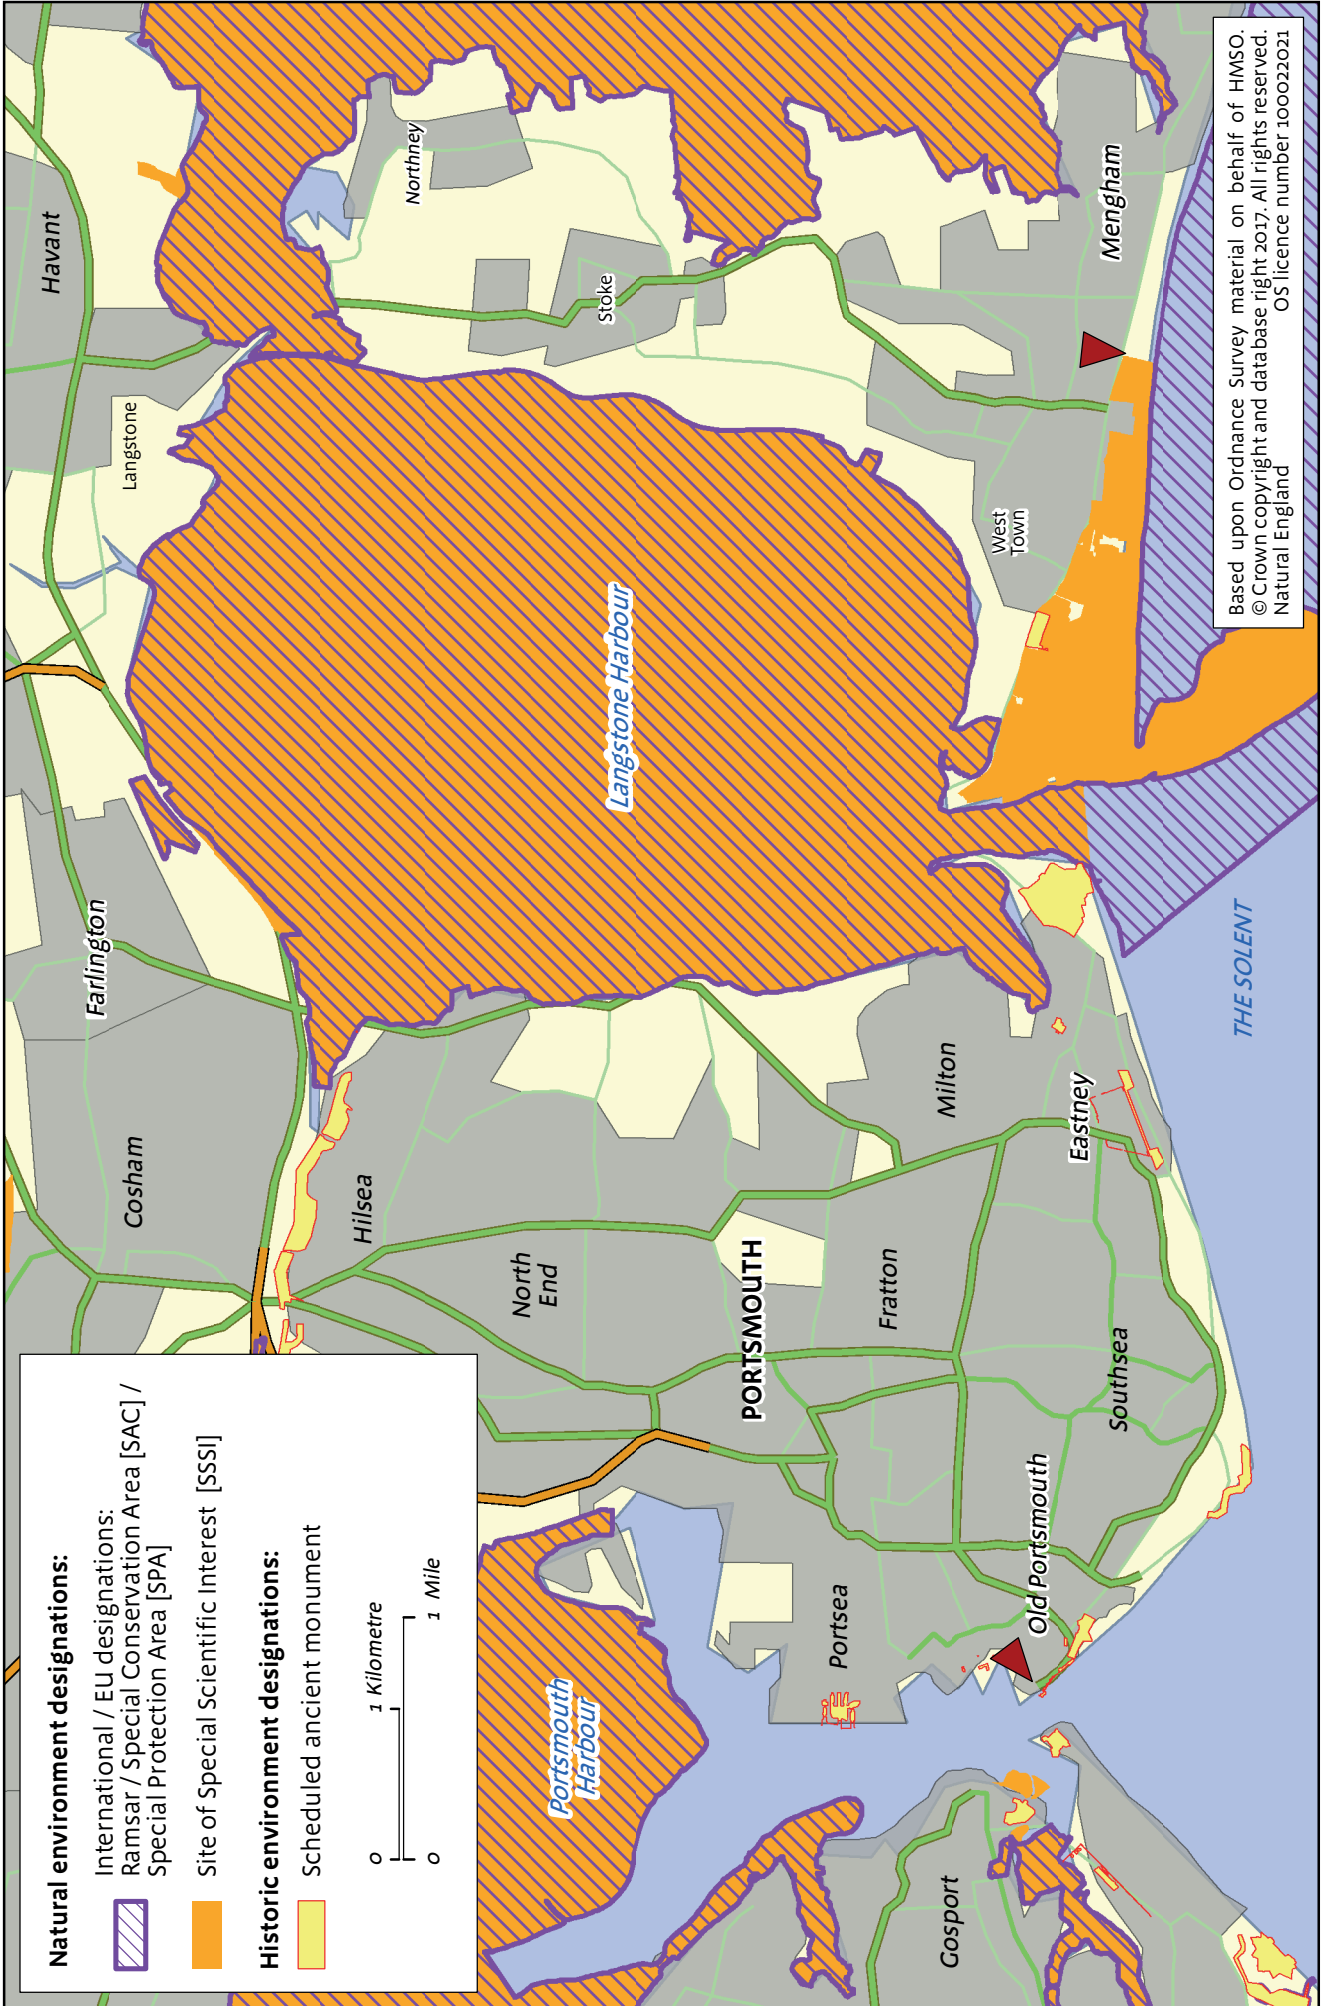 Natural environment designations:
International / EU designations:
Ramsar / Special Conservation Area [SAC] /
Special Protection Area [SPA]
Site of Special Scientific Interest [SSSI]
Historic environment designations:
Scheduled ancient monument
0 1 Kilometre
0 1 Mile
Cosham
Farlington
Havant
Langstone
Northney
Hilsea
Stoke
North
End
Portsmouth
Harbour
Langstone Harbour
PORTSMOUTH
Portsea
Fratton
Milton
West
Town
Mengham
Gosport
Old Portsmouth
Southsea
Eastney
THE SOLENT
Based upon Ordnance Survey material on behalf of HMSO.
© Crown copyright and database right 2017. All rights reserved.
Natural England OS licence number 100022021